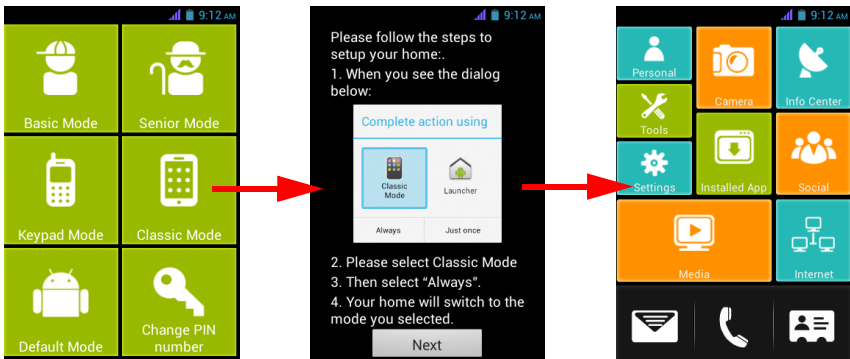 9:12 AM
Basic Mode
Senior Mode
Keypad Mode
Classic Mode
Default Mode
Change PIN
number
9:12 AM
Please follow the steps to
setup your home:.
1. When you see the dialog
below:
Complete action using
Classic
Mode
Launcher
Always
Just once
2. Please select Classic Mode
3. Then select “Always”.
4. Your home will switch to the
mode you selected.
Next
9:12 AM
Personal
Camera
Info Center
Tools
Settings
Installed App
Social
Media
Internet